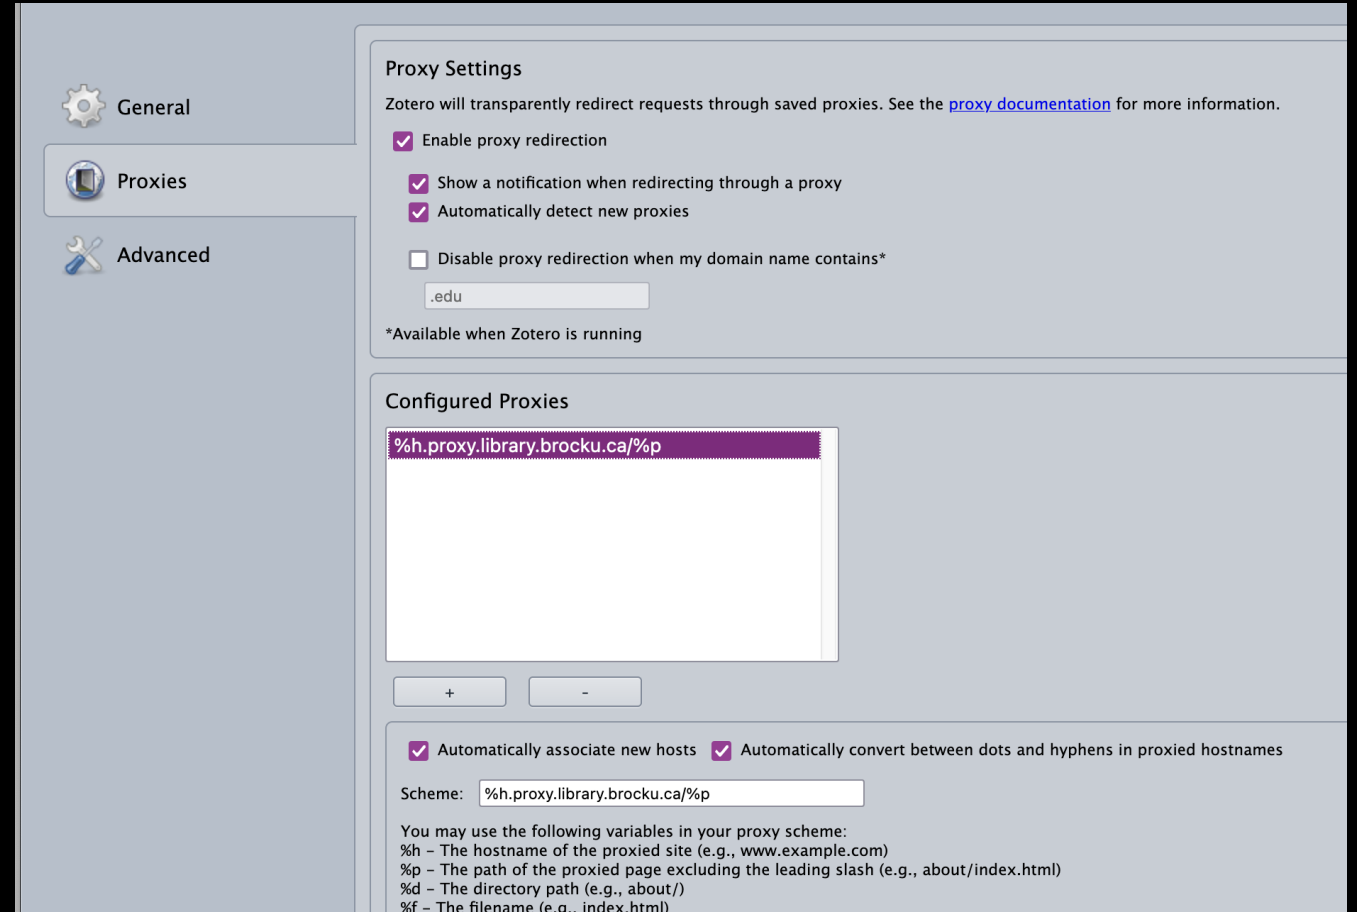 Proxy Settings
Zotero will transparently redirect requests through saved proxies. See the proxy documentation for more information.
Enable proxy redirection
General
Show a notification when redirecting through a proxy
Proxies
Automatically detect new proxies
Advanced
Disable proxy redirection when my domain name contains*
.edu
*Available when Zotero is running
Configured Proxies
%h.proxy.library.brocku.ca/%p
+ -
Automatically associate new hosts Automatically convert between dots and hyphens in proxied hostnames
Scheme: %h.proxy.library.brocku.ca/%p
You may use the following variables in your proxy scheme:
%h – The hostname of the proxied site (e.g., www.example.com)
%p – The path of the proxied page excluding the leading slash (e.g., about/index.html)
%d – The directory path (e.g., about/)
%f – The filename (e.g., index.html)